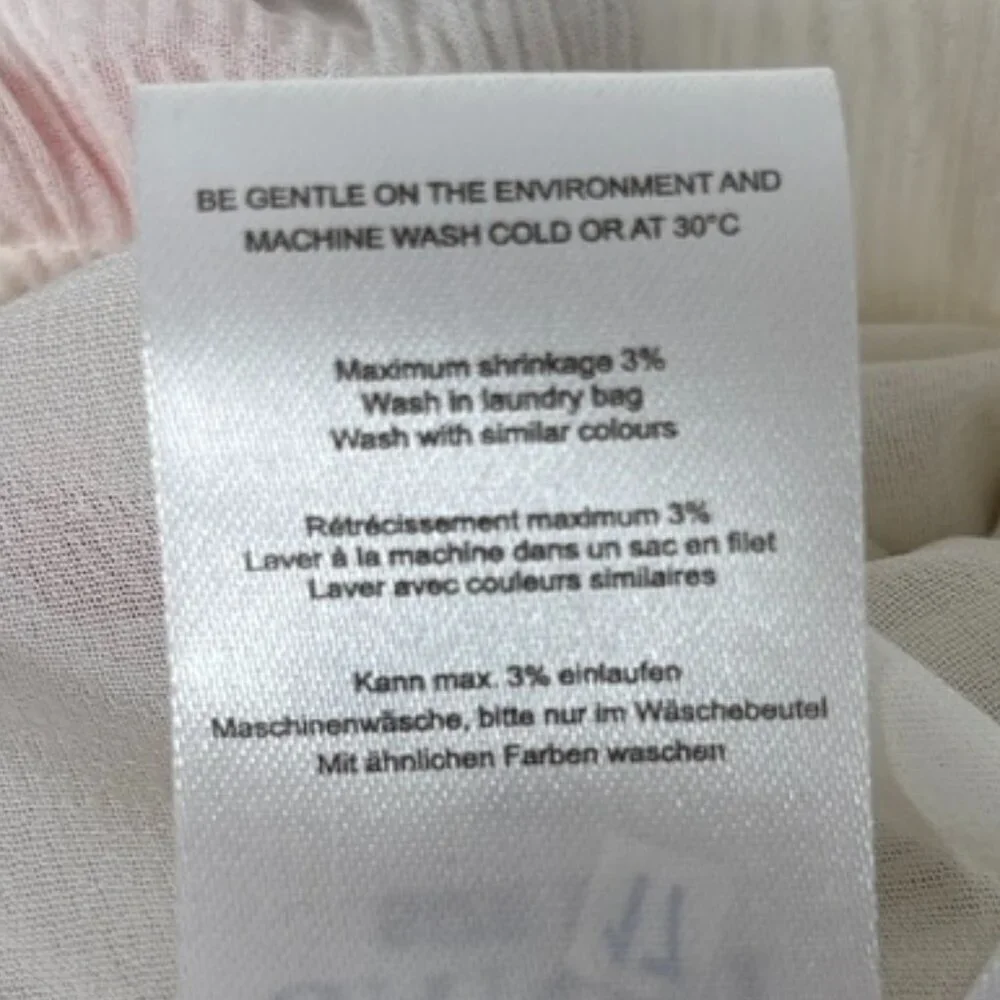 BE GENTLE ON THE ENVIRONMENT AND
MACHINE WASH COLD OR AT 30°C
Maximum shrinkage 3%
Wash in laundry bag
Wash with similar colours
Rétrécissement maximum 3%
Laver à la machine dans un sac en filet
Laver avec couleurs similaires
Kann max. 3% einlaufen
Maschinenwäsche, bitte nur im Wäschebeutel
Mit ähnlichen Farben waschen